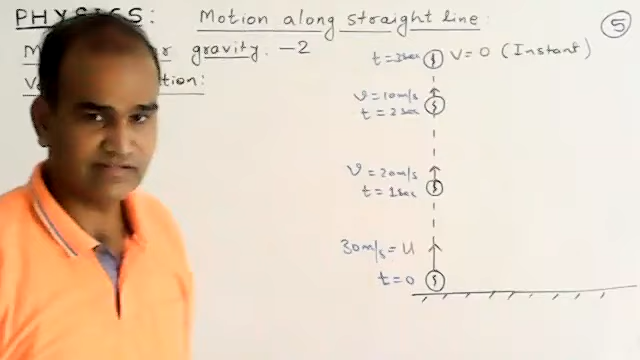 PHYSICS: Motion along straight line: 5
gravity. -2
t=3sec V=0 (Instant)
v=10m/s
t=2sec
v=20m/s
t=1sec
30m/s=u
t=0